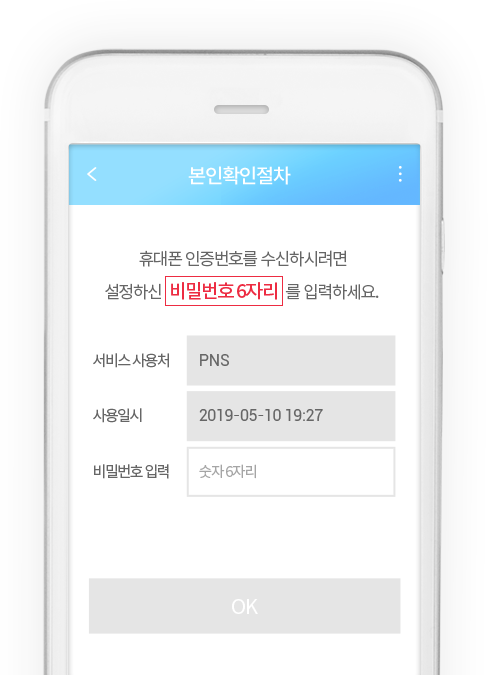 본인확인절차
휴대폰 인증번호를 수신하시려면
설정하신 비밀번호 6자리 를 입력하세요.
서비스 사용처 PNS
사용일시 2019-05-10 19:27
비밀번호 입력 숫자 6자리
OK